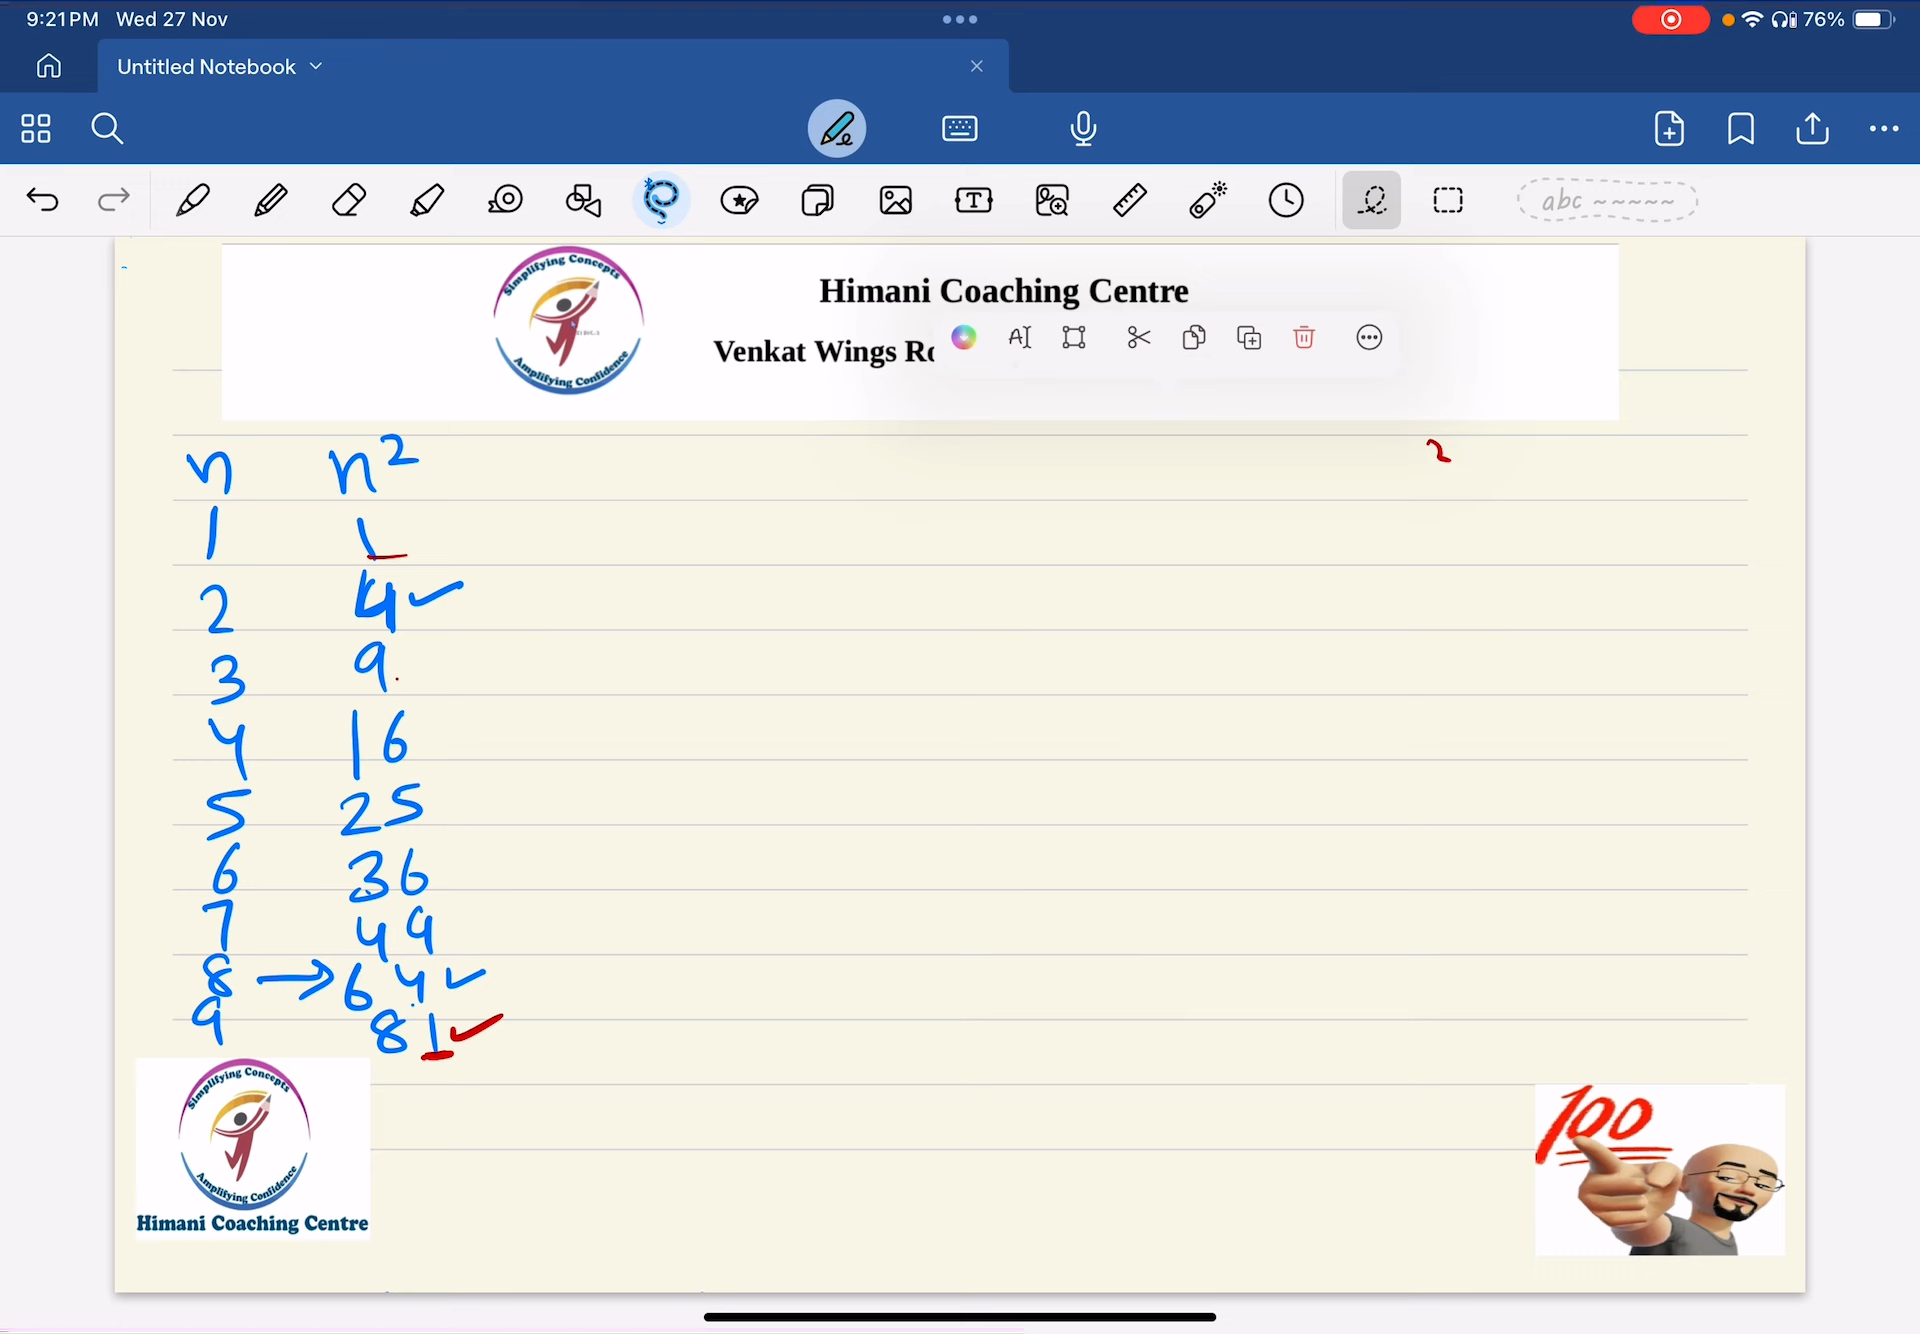 9:21 PM Wed 27 Nov
76%
Untitled Notebook
abc
Simplifying Concepts
Amplifying Confidence
Himani Coaching Centre
Venkat Wings
2
n n²
1 1
2 4
3 9
4 16
5 25
6 36
7 49
8 → 64
9 81
Simplifying Concepts
Amplifying Confidence
Himani Coaching Centre
100